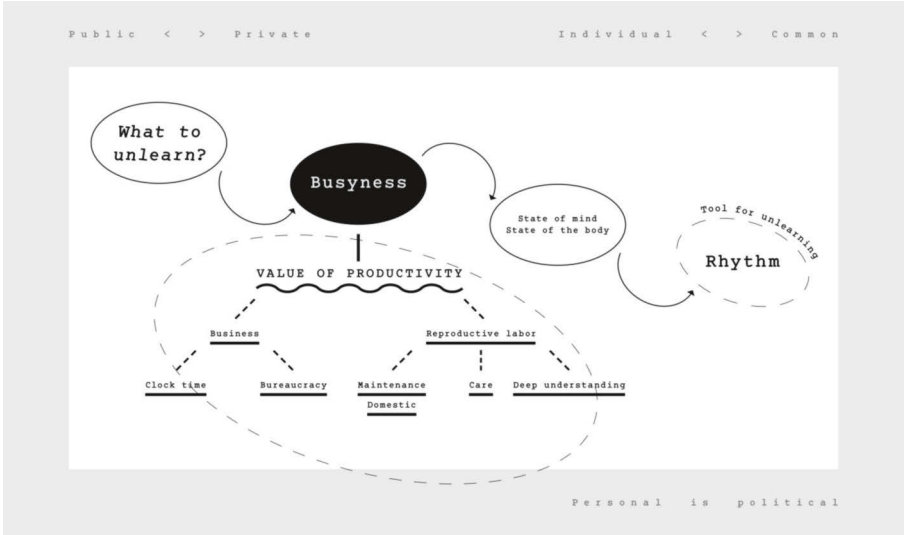 Public < > Private
Individual < > Common
What to
unlearn?
Busyness
State of mind
State of the body
Tool for unlearning
Rhythm
VALUE OF PRODUCTIVITY
Business
Reproductive labor
Clock time
Bureaucracy
Maintenance
Care
Deep understanding
Domestic
Personal is political